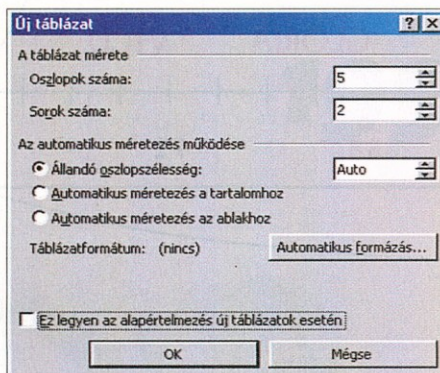 Új táblázat
A táblázat mérete
Oszlopok száma: 5
Sorok száma: 2
Az automatikus méretezés működése
Állandó oszlopszélesség: Auto
Automatikus méretezés a tartalomhoz
Automatikus méretezés az ablakhoz
Táblázatformátum: (nincs) Automatikus formázás...
Ez legyen az alapértelmezés új táblázatok esetén
OK Mégse